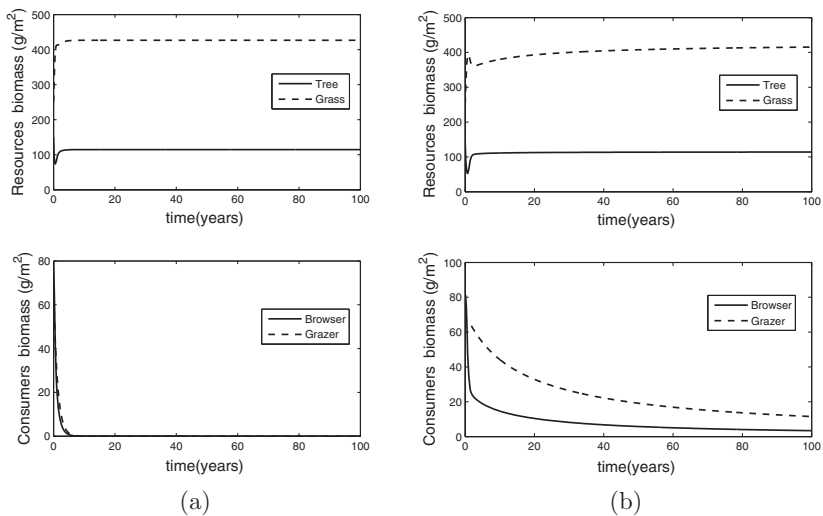 500
400
300
200
100
0
Resources biomass (g/m²)
Tree
Grass
0 20 40 60 80 100
time(years)
80
60
40
20
0
Consumers biomass (g/m²)
Browser
Grazer
0 20 40 60 80 100
time(years)
(a)
500
400
300
200
100
0
Resources biomass (g/m²)
Tree
Grass
0 20 40 60 80 100
time(years)
100
80
60
40
20
0
Consumers biomass (g/m²)
Browser
Grazer
0 20 40 60 80 100
time(years)
(b)